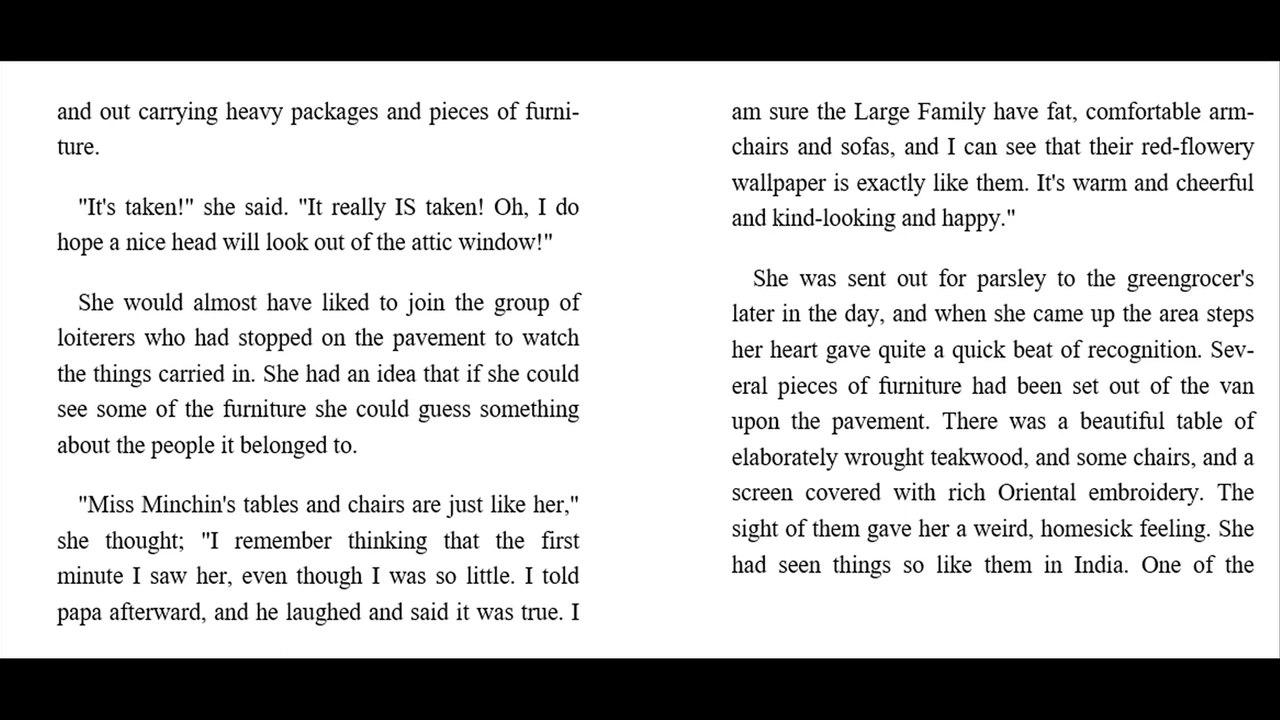 and out carrying heavy packages and pieces of furni-
ture.
"It's taken!" she said. "It really IS taken! Oh, I do
hope a nice head will look out of the attic window!"
She would almost have liked to join the group of
loiterers who had stopped on the pavement to watch
the things carried in. She had an idea that if she could
see some of the furniture she could guess something
about the people it belonged to.
"Miss Minchin's tables and chairs are just like her,"
she thought; "I remember thinking that the first
minute I saw her, even though I was so little. I told
papa afterward, and he laughed and said it was true. I
am sure the Large Family have fat, comfortable arm-
chairs and sofas, and I can see that their red-flowery
wallpaper is exactly like them. It's warm and cheerful
and kind-looking and happy."
She was sent out for parsley to the greengrocer's
later in the day, and when she came up the area steps
her heart gave quite a quick beat of recognition. Sev-
eral pieces of furniture had been set out of the van
upon the pavement. There was a beautiful table of
elaborately wrought teakwood, and some chairs, and a
screen covered with rich Oriental embroidery. The
sight of them gave her a weird, homesick feeling. She
had seen things so like them in India. One of the